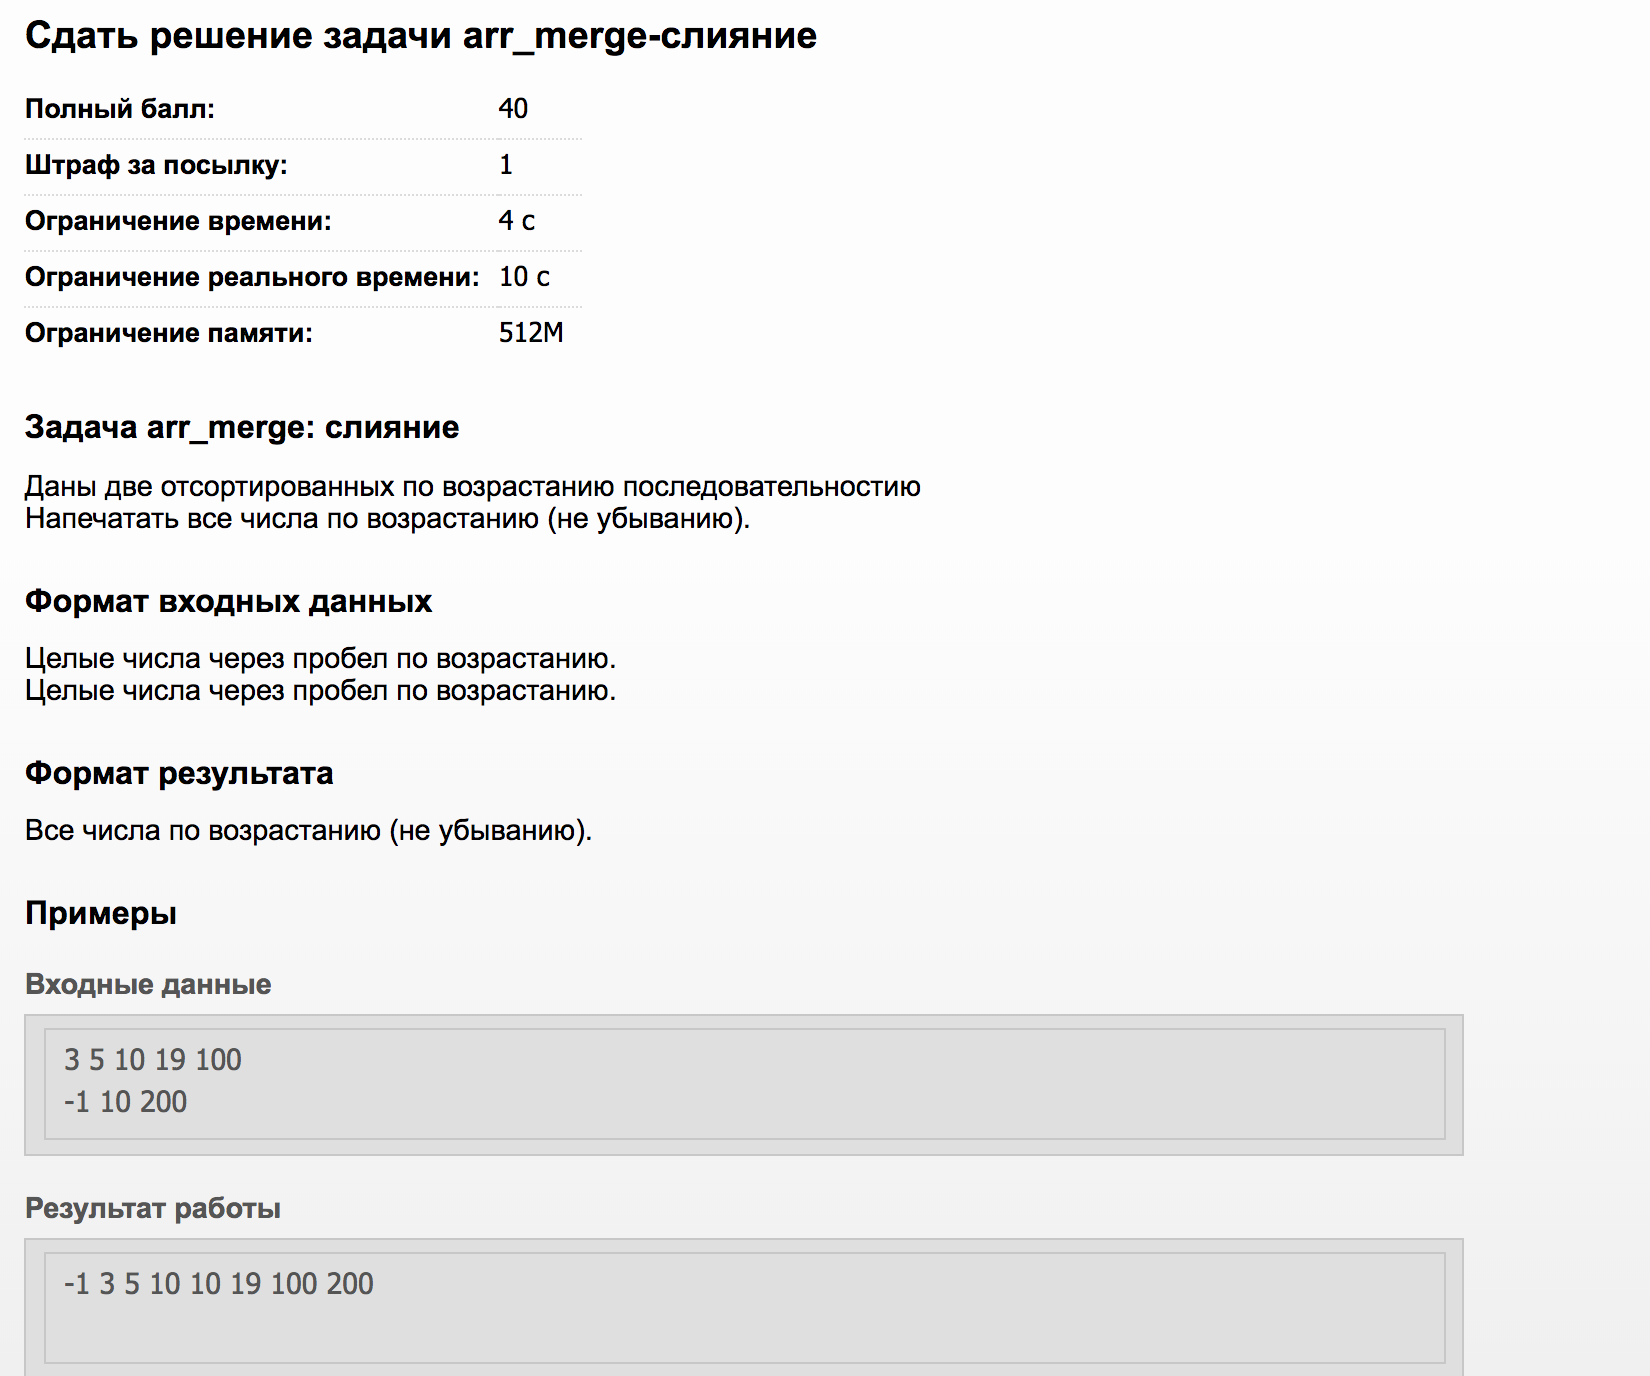 Сдать решение задачи arr_merge-слияние
Полный балл: 40
Штраф за посылку: 1
Ограничение времени: 4 с
Ограничение реального времени: 10 с
Ограничение памяти: 512M
Задача arr_merge: слияние
Даны две отсортированных по возрастанию последовательностию
Напечатать все числа по возрастанию (не убыванию).
Формат входных данных
Целые числа через пробел по возрастанию.
Целые числа через пробел по возрастанию.
Формат результата
Все числа по возрастанию (не убыванию).
Примеры
Входные данные
3 5 10 19 100
-1 10 200
Результат работы
-1 3 5 10 10 19 100 200